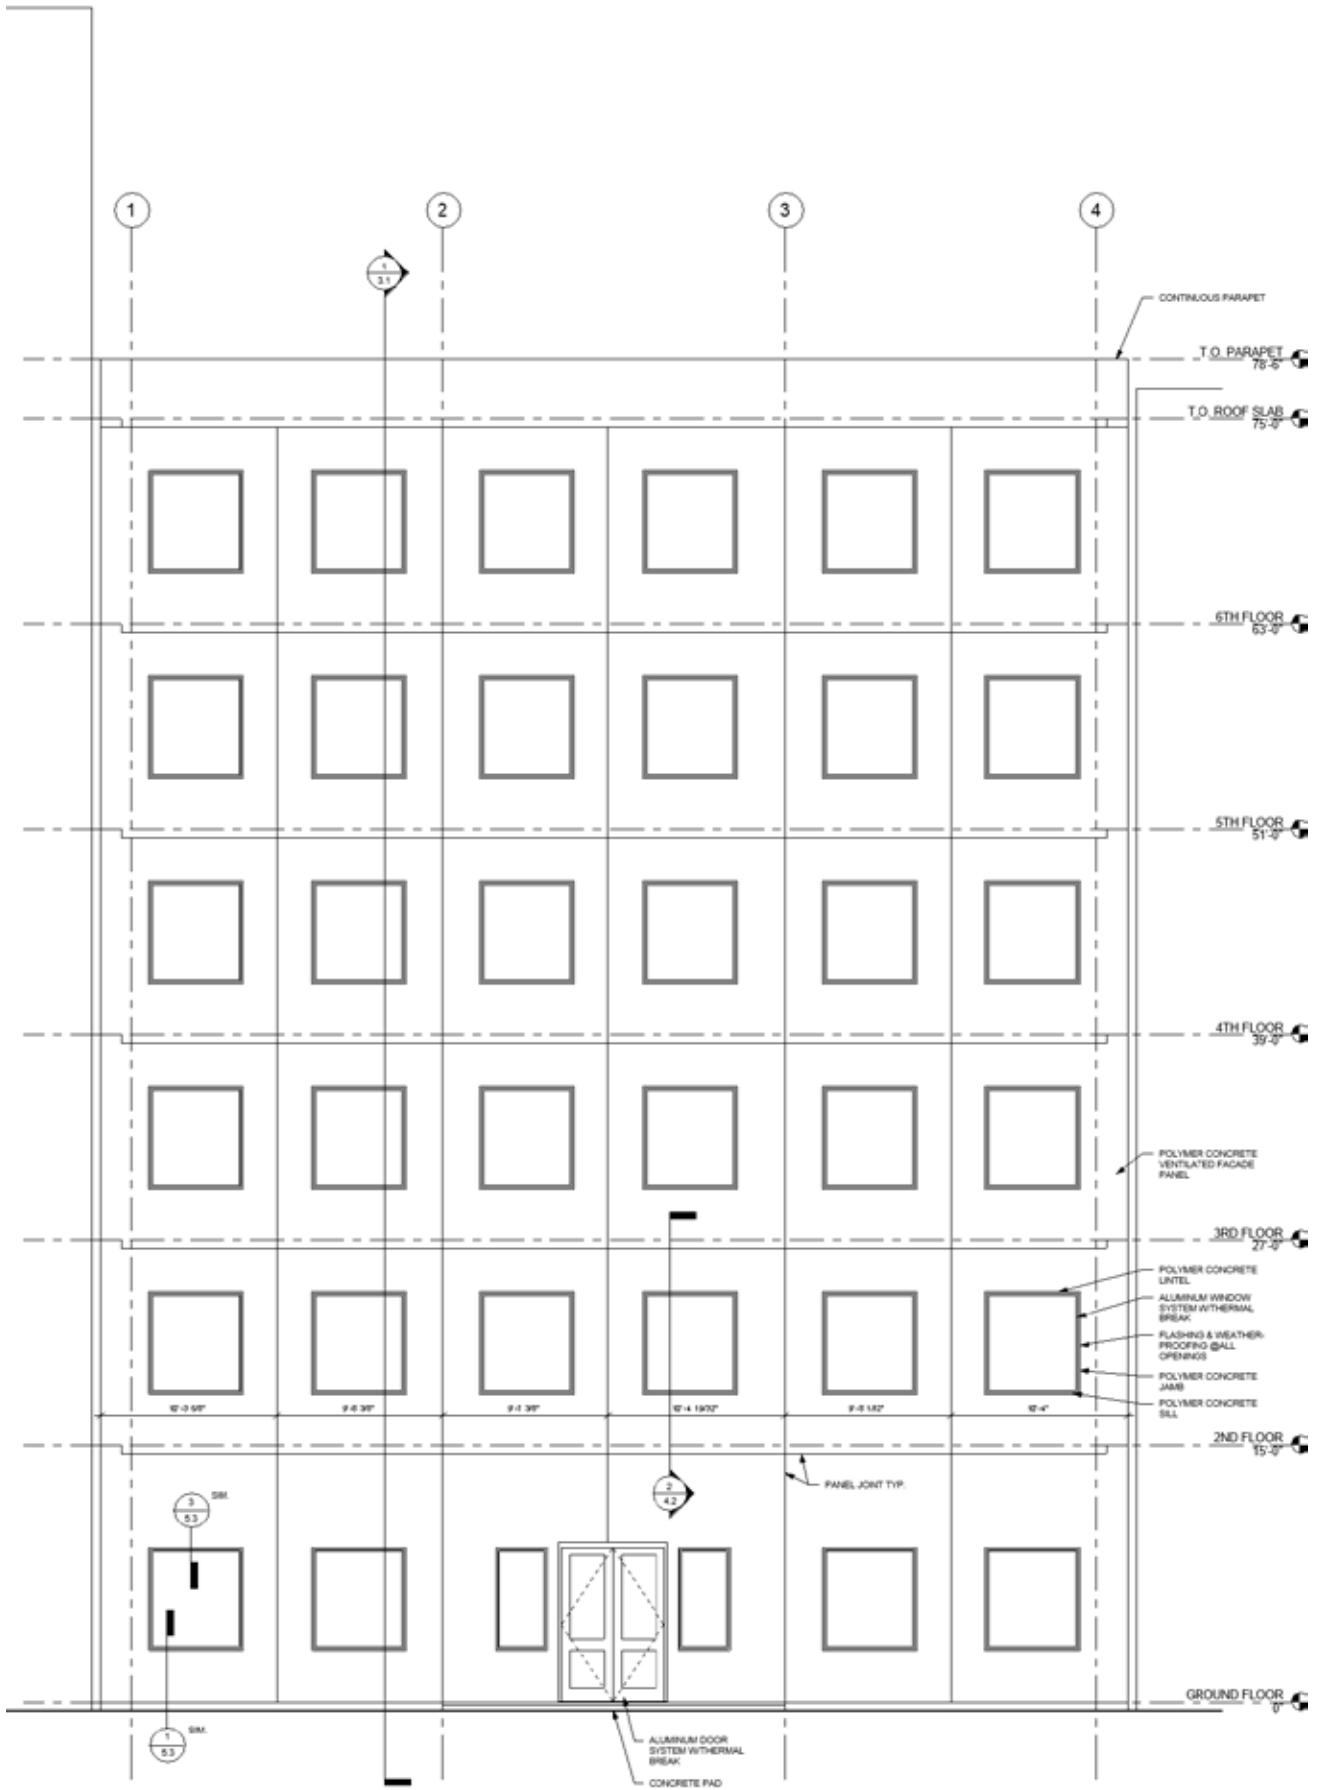 1
2
3
4
1
3.1
CONTINUOUS PARAPET
T.O. PARAPET
78'-6"
T.O. ROOF SLAB
75'-0"
6TH FLOOR
63'-0"
5TH FLOOR
51'-0"
4TH FLOOR
39'-0"
POLYMER CONCRETE
VENTILATED FACADE
PANEL
3RD FLOOR
27'-0"
POLYMER CONCRETE
LINTEL
ALUMINUM WINDOW
SYSTEM W/THERMAL
BREAK
FLASHING & WEATHER-
PROOFING @ALL
OPENINGS
POLYMER CONCRETE
JAMB
POLYMER CONCRETE
SILL
2ND FLOOR
15'-0"
PANEL JOINT TYP.
2
4.2
3
5.3
SIM.
GROUND FLOOR
0"
1
5.3
SIM.
ALUMINUM DOOR
SYSTEM W/THERMAL
BREAK
CONCRETE PAD